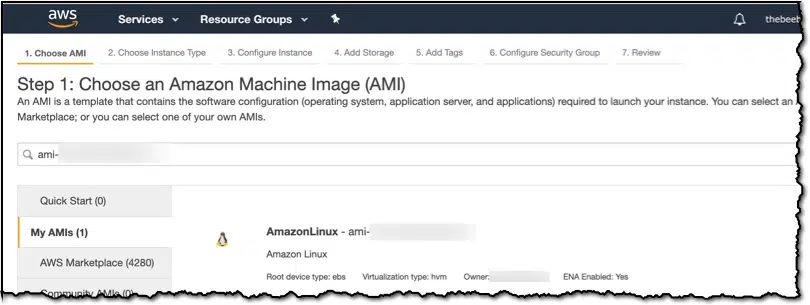 aws Services Resource Groups thebeeb
1. Choose AMI 2. Choose Instance Type 3. Configure Instance 4. Add Storage 5. Add Tags 6. Configure Security Group 7. Review
Step 1: Choose an Amazon Machine Image (AMI)
An AMI is a template that contains the software configuration (operating system, application server, and applications) required to launch your instance. You can select an
Marketplace; or you can select one of your own AMIs.
ami-
Quick Start (0)
My AMIs (1)
AWS Marketplace (4280)
Community AMIs (0)
AmazonLinux - ami-
Amazon Linux
Root device type: ebs Virtualization type: hvm Owner: ENA Enabled: Yes